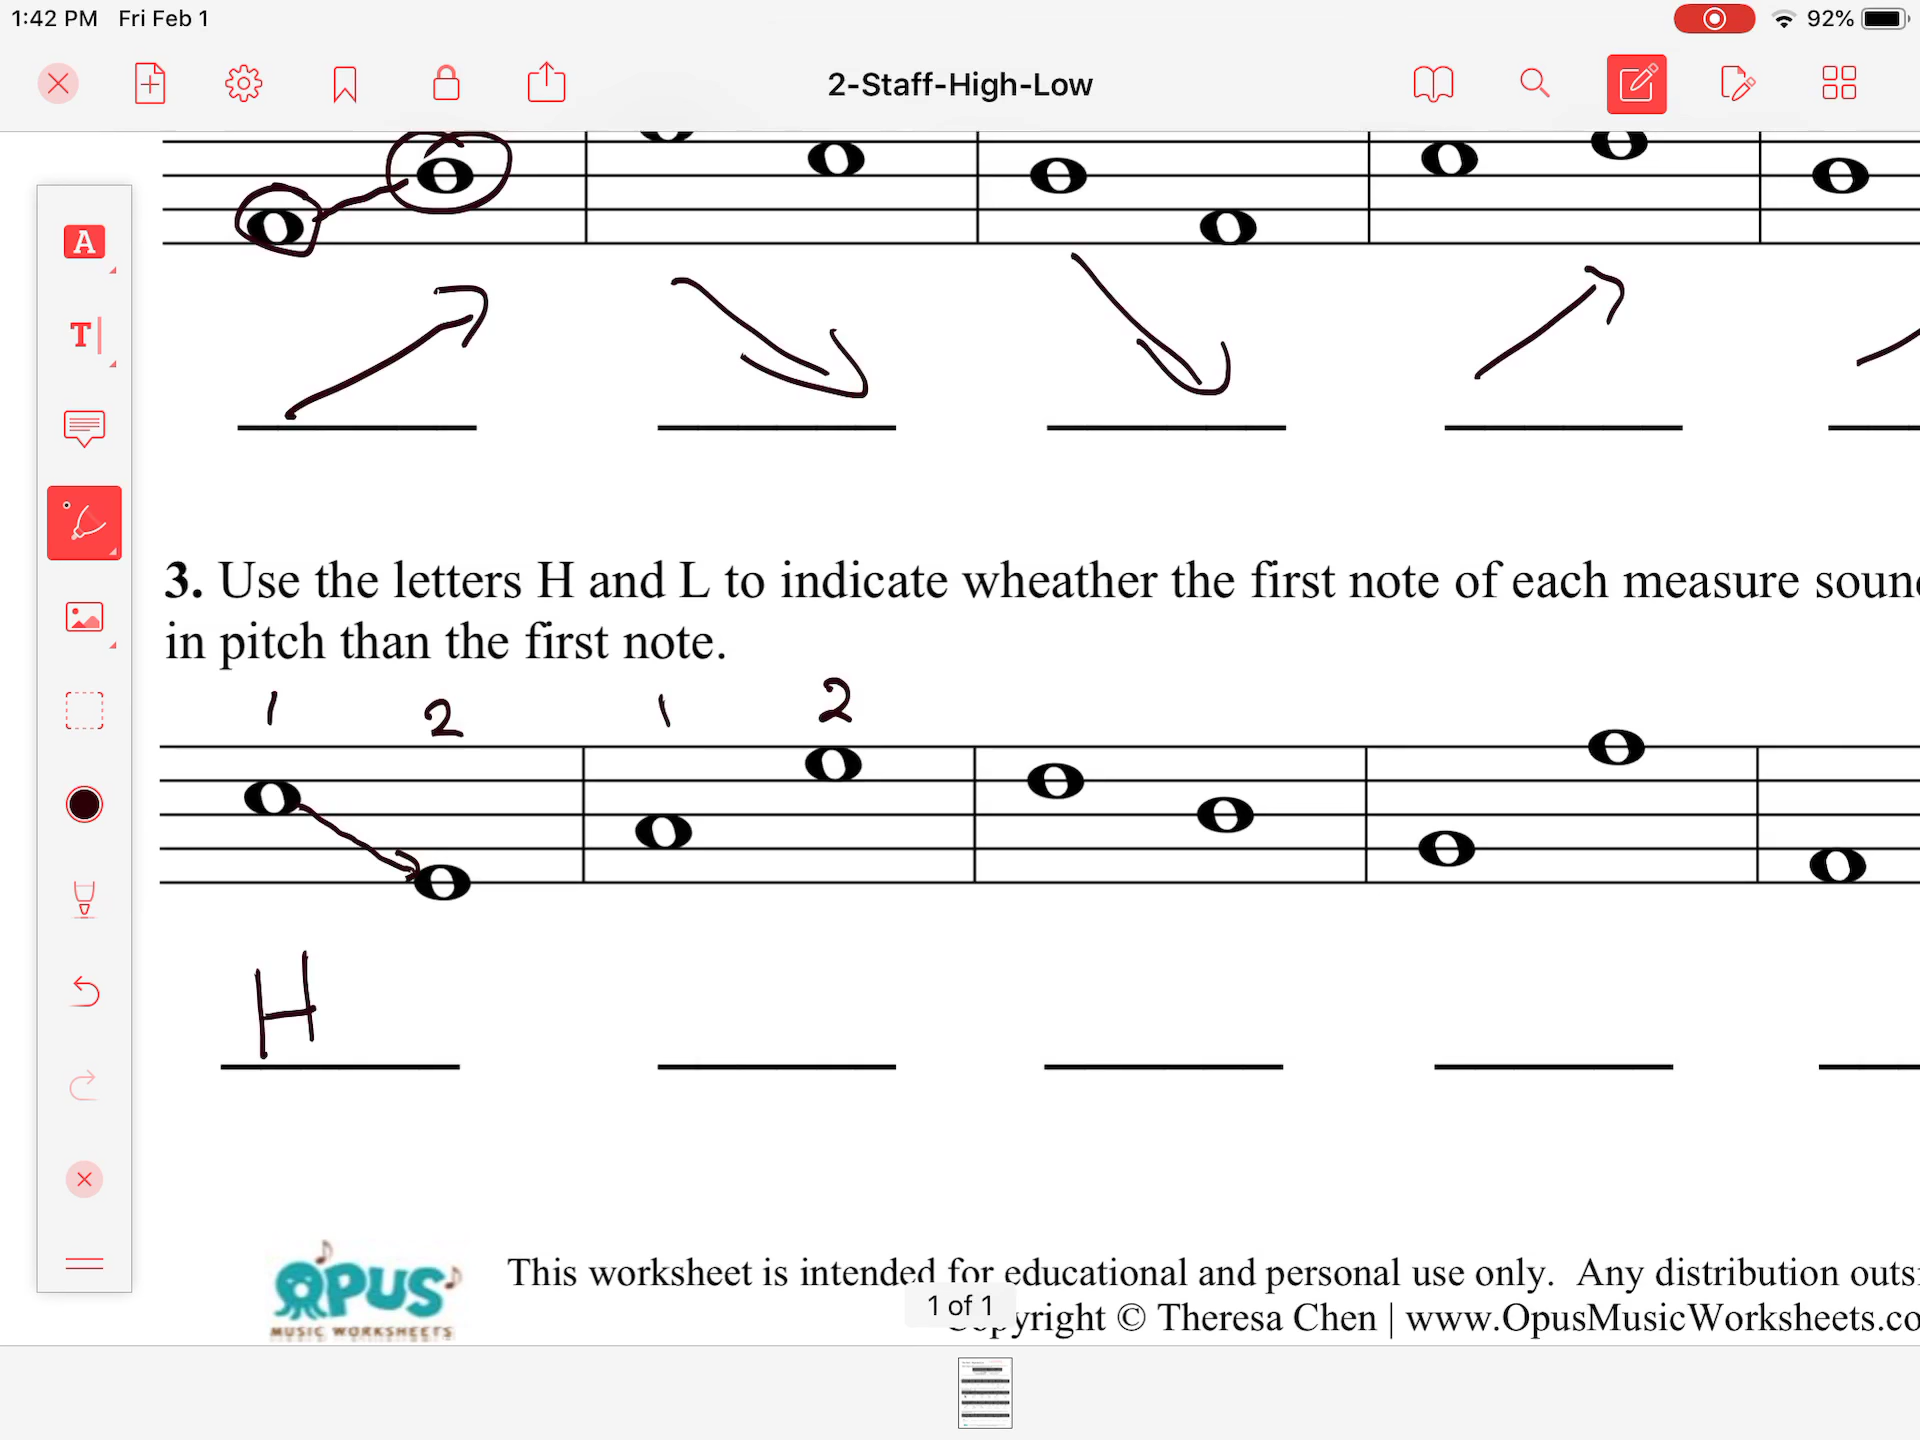 1:42 PM Fri Feb 1
92%
2-Staff-High-Low
A
T
3. Use the letters H and L to indicate wheather the first note of each measure soun
in pitch than the first note.
1 2 1 2
H
OPUS
MUSIC WORKSHEETS
This worksheet is intended for educational and personal use only. Any distribution outs
1 of 1
Copyright © Theresa Chen | www.OpusMusicWorksheets.co